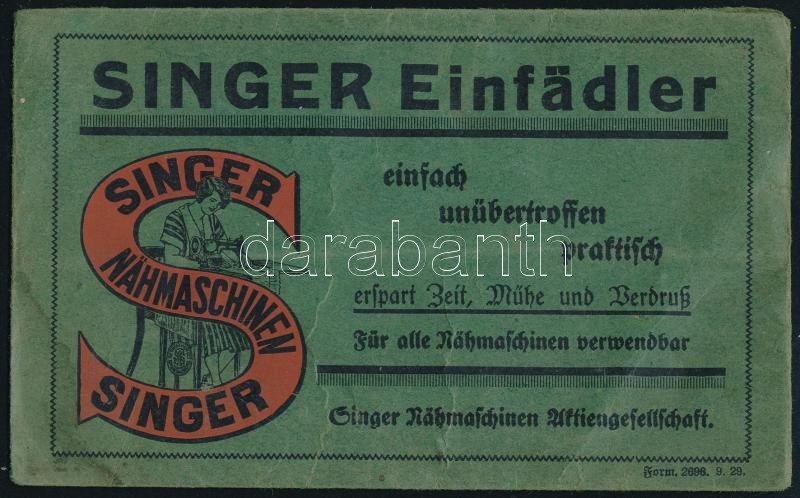 SINGER Einfädler
SINGER
NÄHMASCHINEN
SINGER
einfach
unübertroffen
praktisch
erspart Zeit, Mühe und Verdruß
Für alle Nähmaschinen verwendbar
Singer Nähmaschinen Aktiengesellschaft.
Form. 2696. 9. 29.
darabanth